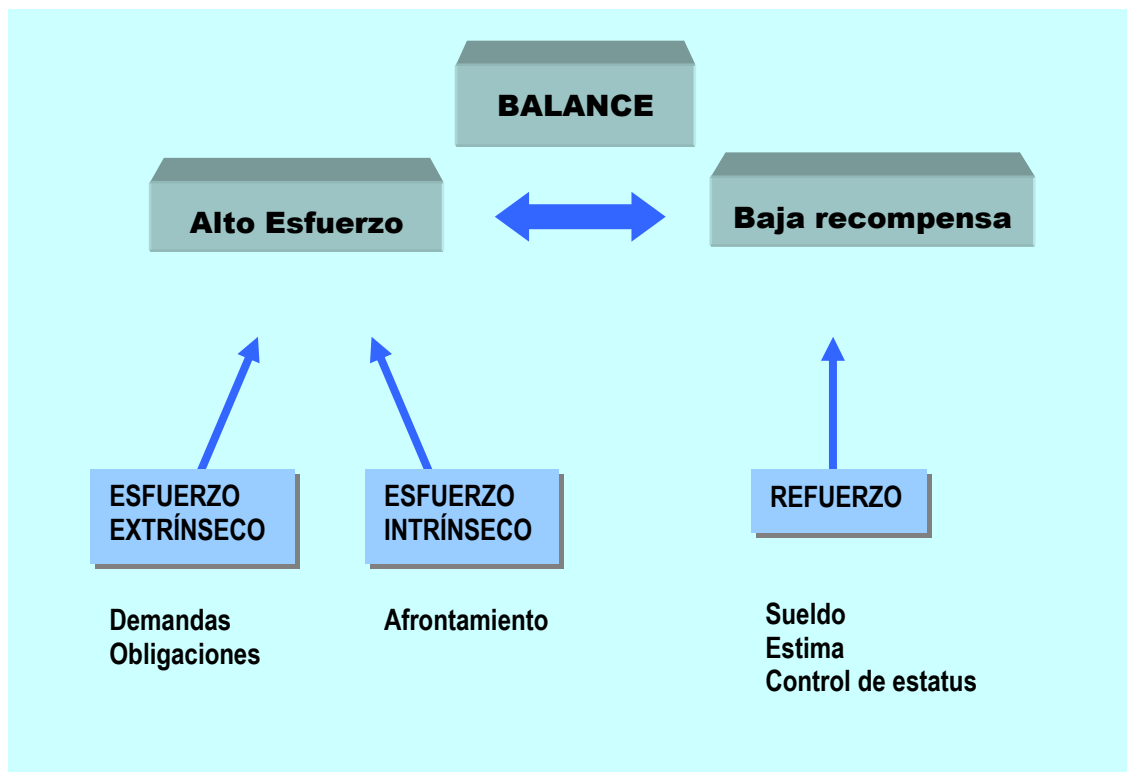 BALANCE
Alto Esfuerzo
Baja recompensa
ESFUERZO
EXTRÍNSECO
ESFUERZO
INTRÍNSECO
REFUERZO
Demandas
Obligaciones
Afrontamiento
Sueldo
Estima
Control de estatus